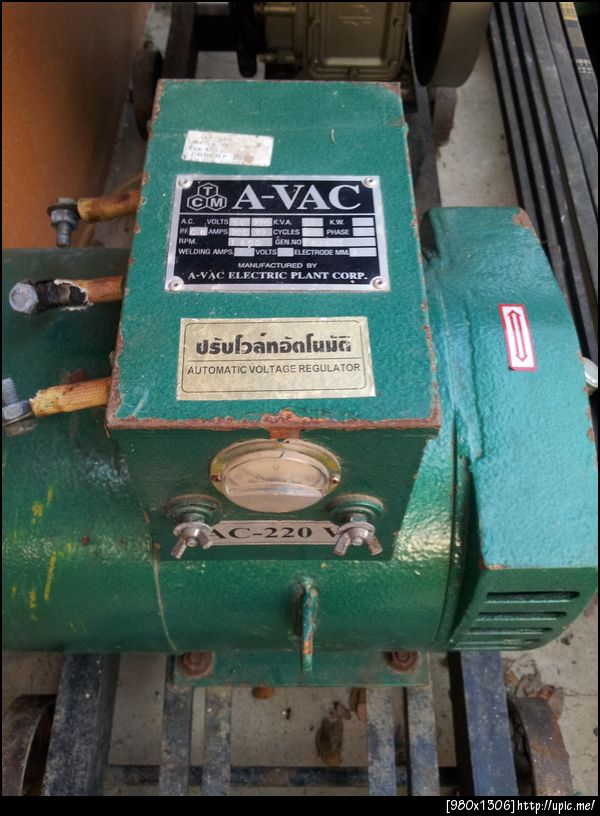 TCM
A-VAC
A.C. VOLTS 220 K.V.A. K.W.
PF. AMPS. CYCLES PHASE
RPM. GEN.NO
WELDING AMPS. VOLTS ELECTRODE MM.
MANUFACTURED BY
A-VAC ELECTRIC PLANT CORP.
ปรับโวล์ทอัตโนมัติ
AUTOMATIC VOLTAGE REGULATOR
V
AC-220 V
[980x1306]http://upic.me/